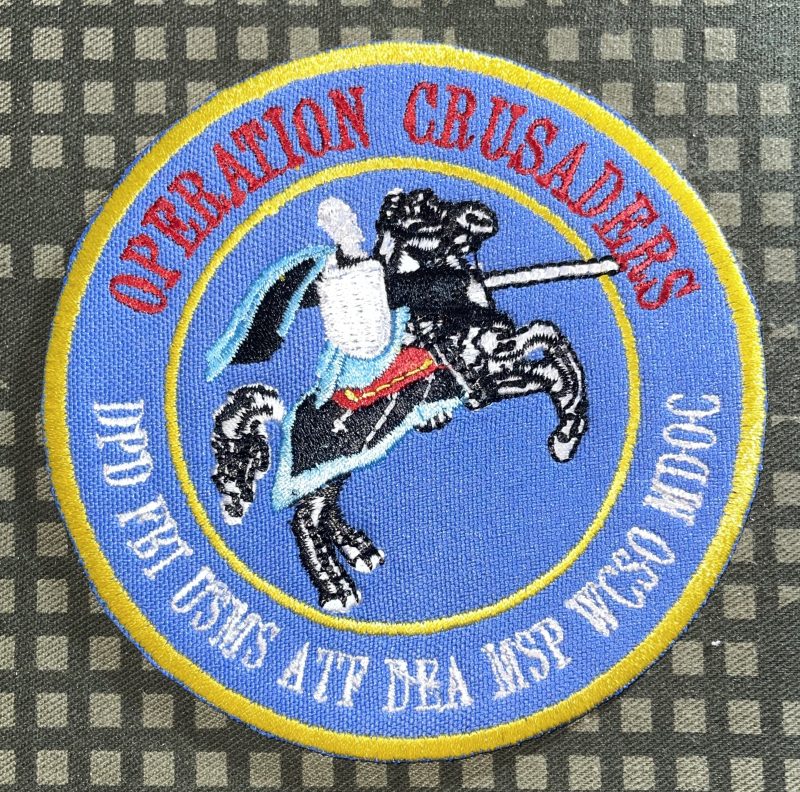 OPERATION CRUSADERS
DPD FBI USMS ATF DEA MSP WCSO MDOC